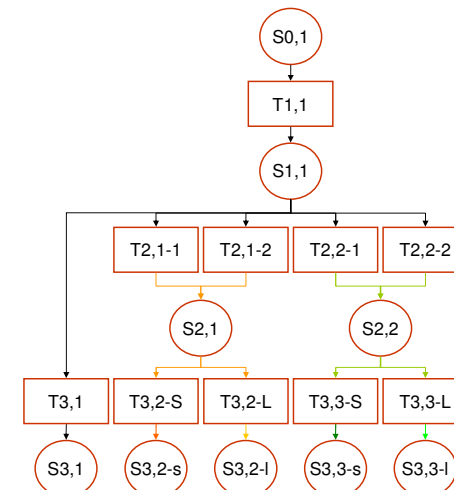 S0,1
T1,1
S1,1
T2,1-1 T2,1-2 T2,2-1 T2,2-2
S2,1 S2,2
T3,1 T3,2-S T3,2-L T3,3-S T3,3-L
S3,1 S3,2-s S3,2-l S3,3-s S3,3-l